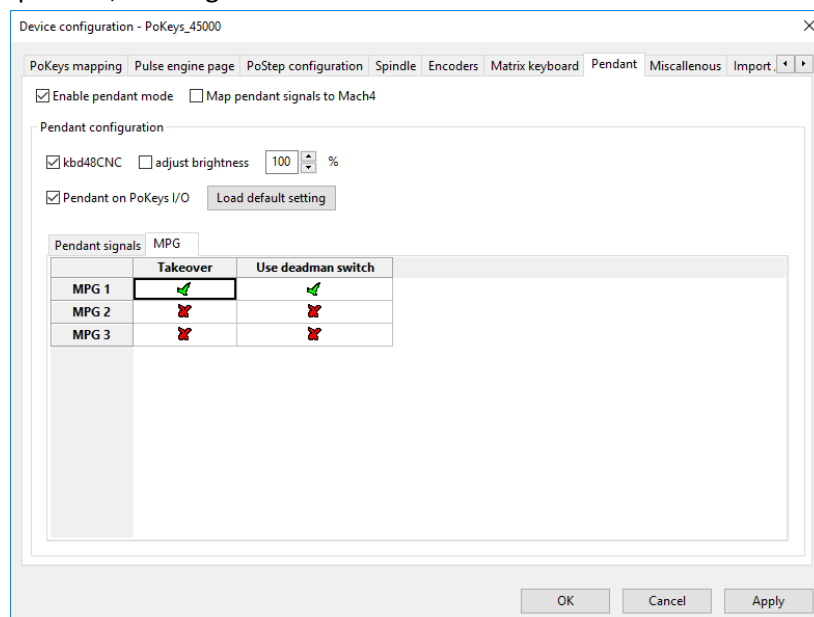 Device configuration - PoKeys_45000
PoKeys mapping Pulse engine page PoStep configuration Spindle Encoders Matrix keyboard Pendant Miscallenous Import
Enable pendant mode Map pendant signals to Mach4
Pendant configuration
kbd48CNC adjust brightness 100 %
Pendant on PoKeys I/O Load default setting
Pendant signals MPG
Takeover Use deadman switch
MPG 1
MPG 2
MPG 3
OK Cancel Apply